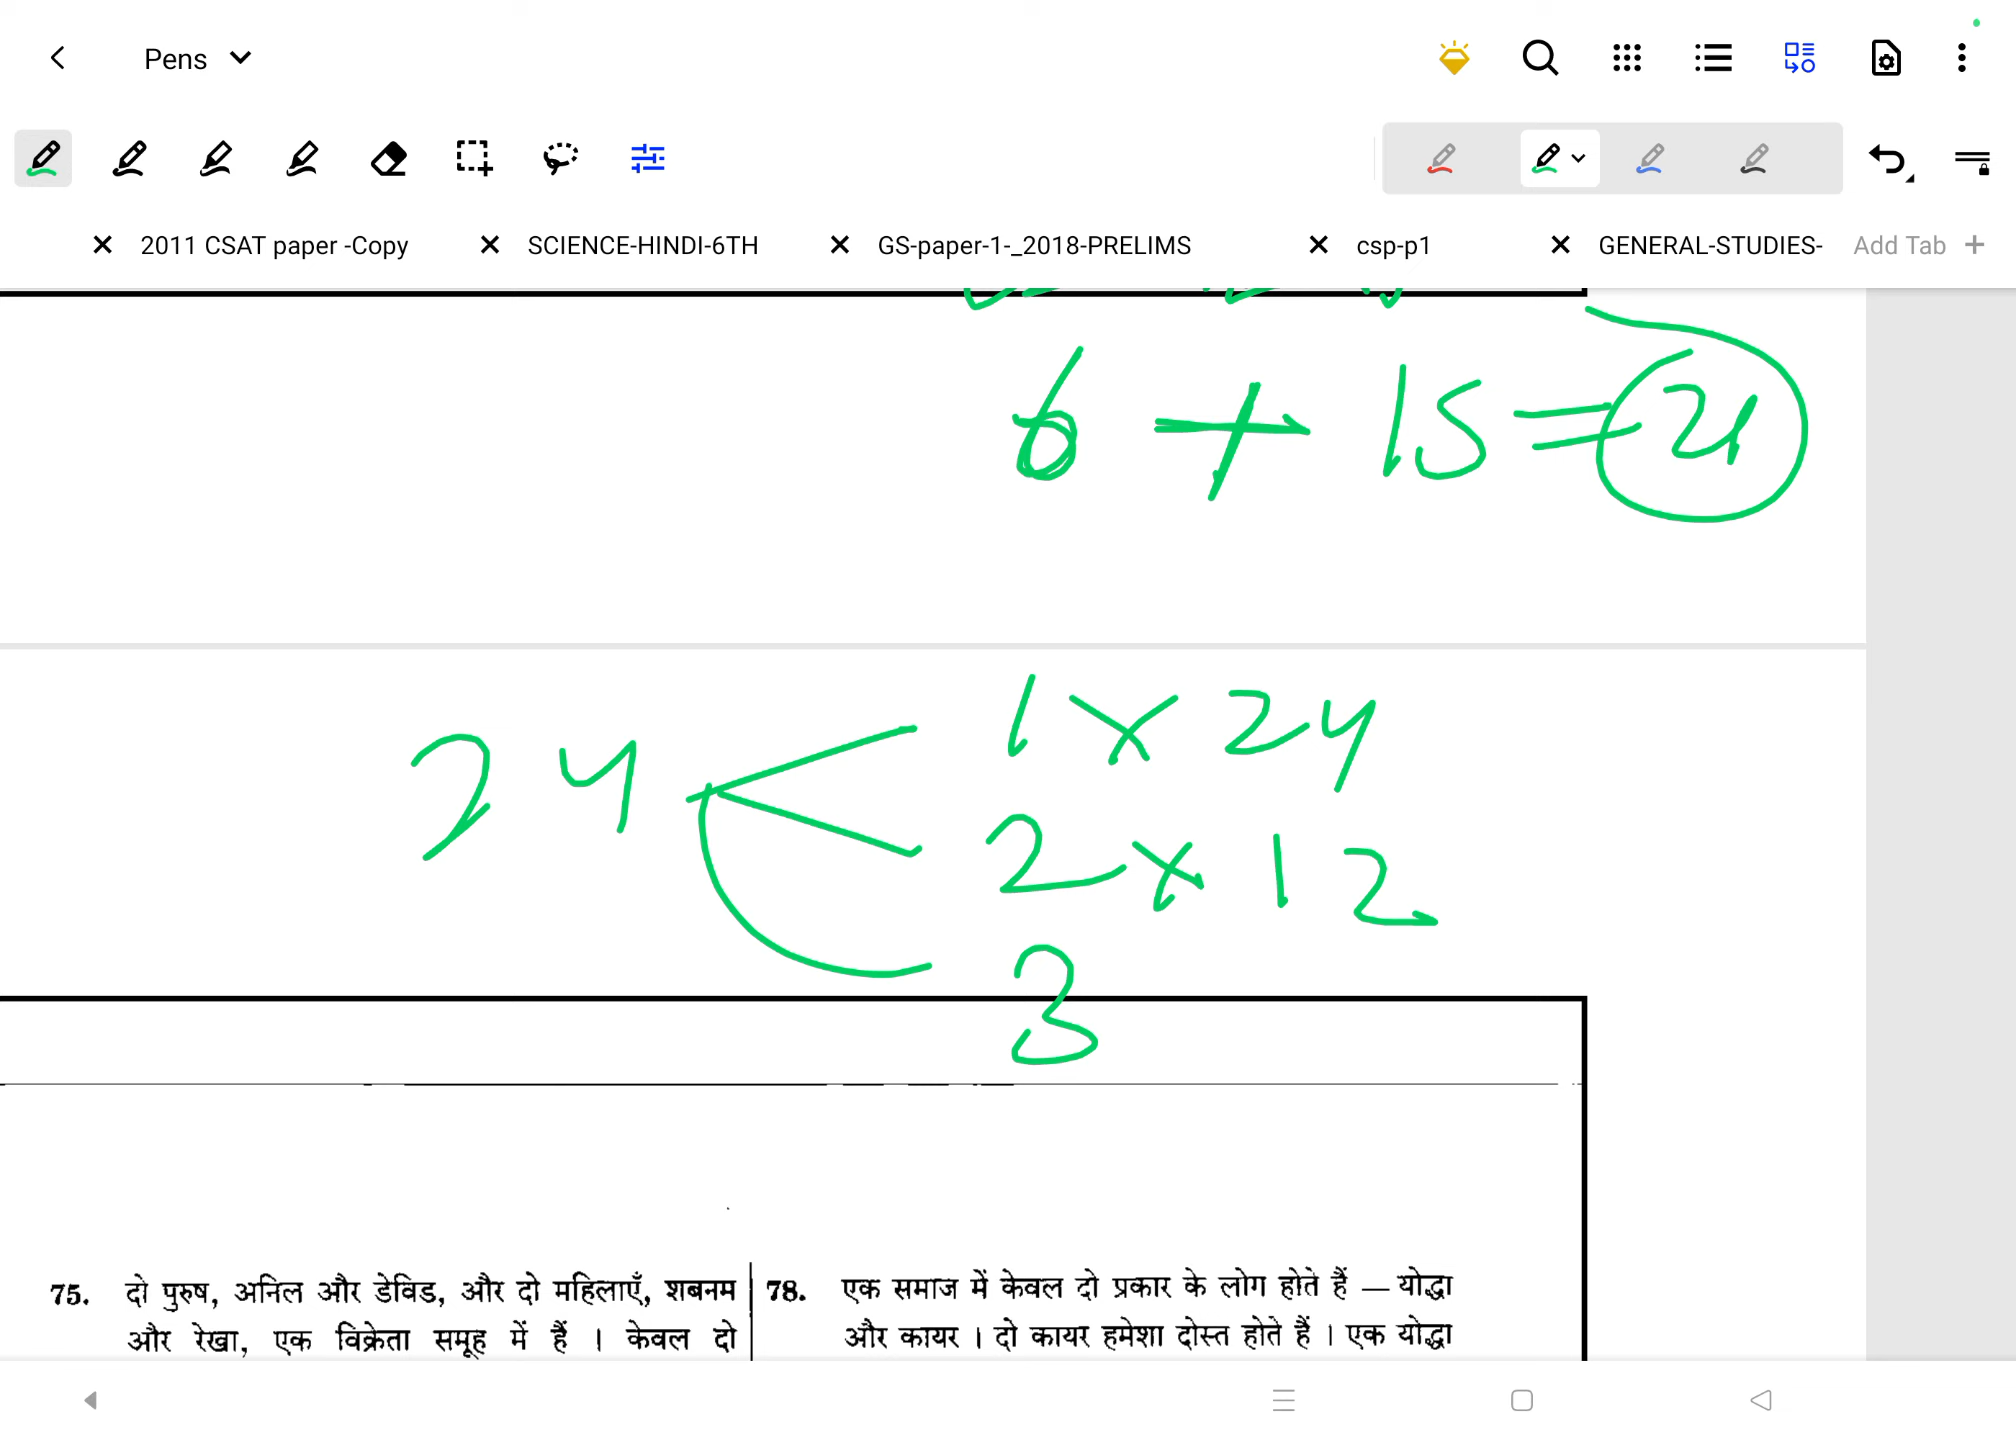 Pens
2011 CSAT paper -Copy
SCIENCE-HINDI-6TH
GS-paper-1-_2018-PRELIMS
csp-p1
GENERAL-STUDIES-
Add Tab +
6 + 15 = 21
24
1 × 24
2 × 12
3
75. दो पुरुष, अनिल और डेविड, और दो महिलाएँ, शबनम
और रेखा, एक विक्रेता समूह में हैं । केवल दो
78. एक समाज में केवल दो प्रकार के लोग होते हैं — योद्धा
और कायर । दो कायर हमेशा दोस्त होते हैं । एक योद्धा